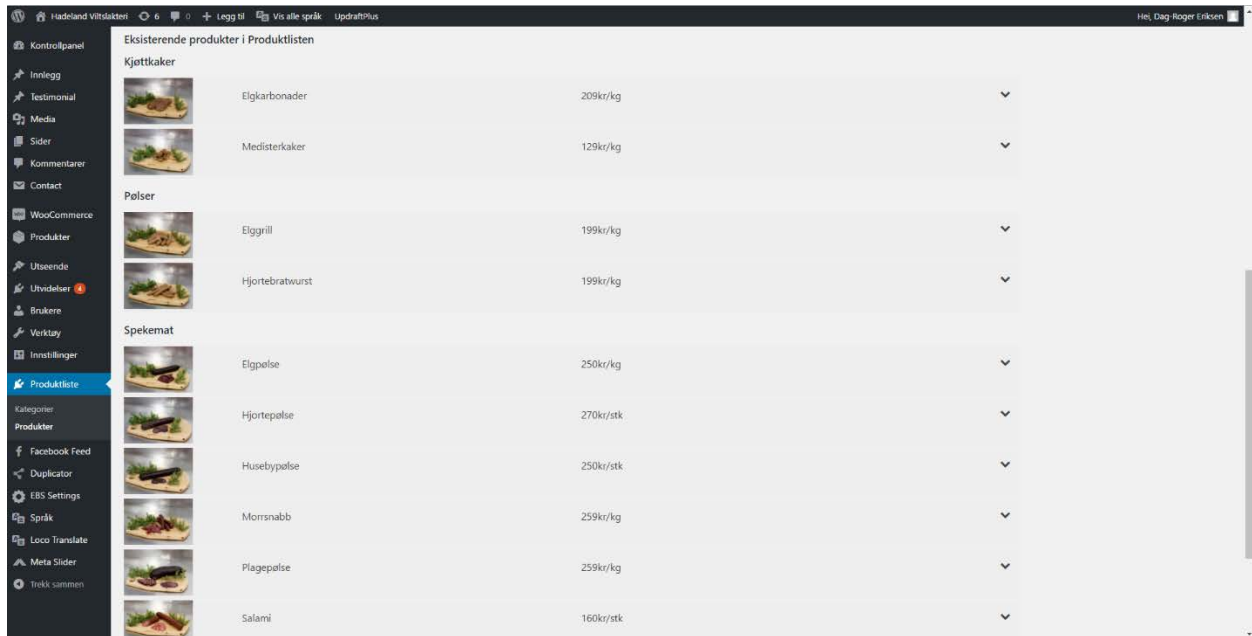 Hadeland Viltslakteri 6 0 Legg til Vis alle språk UpdraftPlus Hei, Dag-Roger Eriksen
Kontrollpanel
Innlegg
Testimonial
Media
Sider
Kommentarer
Contact
WooCommerce
Produkter
Utseende
Utvidelser 4
Brukere
Verktøy
Innstillinger
Produktliste
Kategorier
Produkter
Facebook Feed
Duplicator
EBS Settings
Språk
Loco Translate
Meta Slider
Trekk sammen
Eksisterende produkter i Produktlisten
Kjøttkaker
Elgkarbonader 209kr/kg
Medisterkaker 129kr/kg
Pølser
Elggrill 199kr/kg
Hjortebratwurst 199kr/kg
Spekemat
Elgpølse 250kr/kg
Hjortepølse 270kr/stk
Husebypølse 250kr/stk
Morrsnabb 259kr/kg
Plagepølse 259kr/kg
Salami 160kr/stk